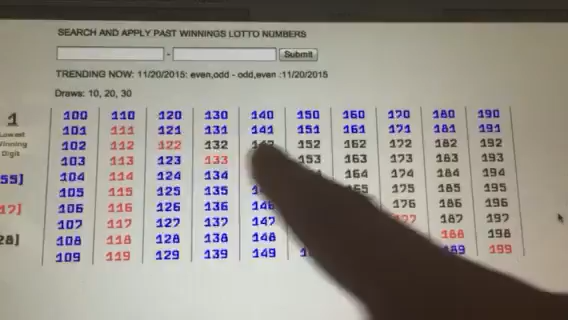 SEARCH AND APPLY PAST WINNINGS LOTTO NUMBERS
- Submit
TRENDING NOW: 11/20/2015: even,odd - odd,even :11/20/2015
Draws: 10, 20, 30
1
Lowest
Winning
Digit
55]
17]
28]
100 110 120 130 140 150 160 170 180 190
101 111 121 131 141 151 161 171 181 191
102 112 122 132 152 162 172 182 192
103 113 123 133 153 163 173 183 193
104 114 124 134 164 174 184 194
105 115 125 135 175 185 195
106 116 126 136 146 176 186 196
107 117 127 137 147 187 197
108 118 128 138 148 188 198
109 119 129 139 149 199